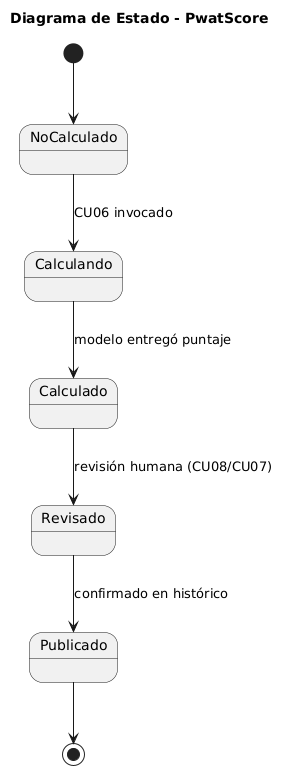 Diagrama de Estado - PwatScore
NoCalculado
CU06 invocado
Calculando
modelo entregó puntaje
Calculado
revisión humana (CU08/CU07)
Revisado
confirmado en histórico
Publicado